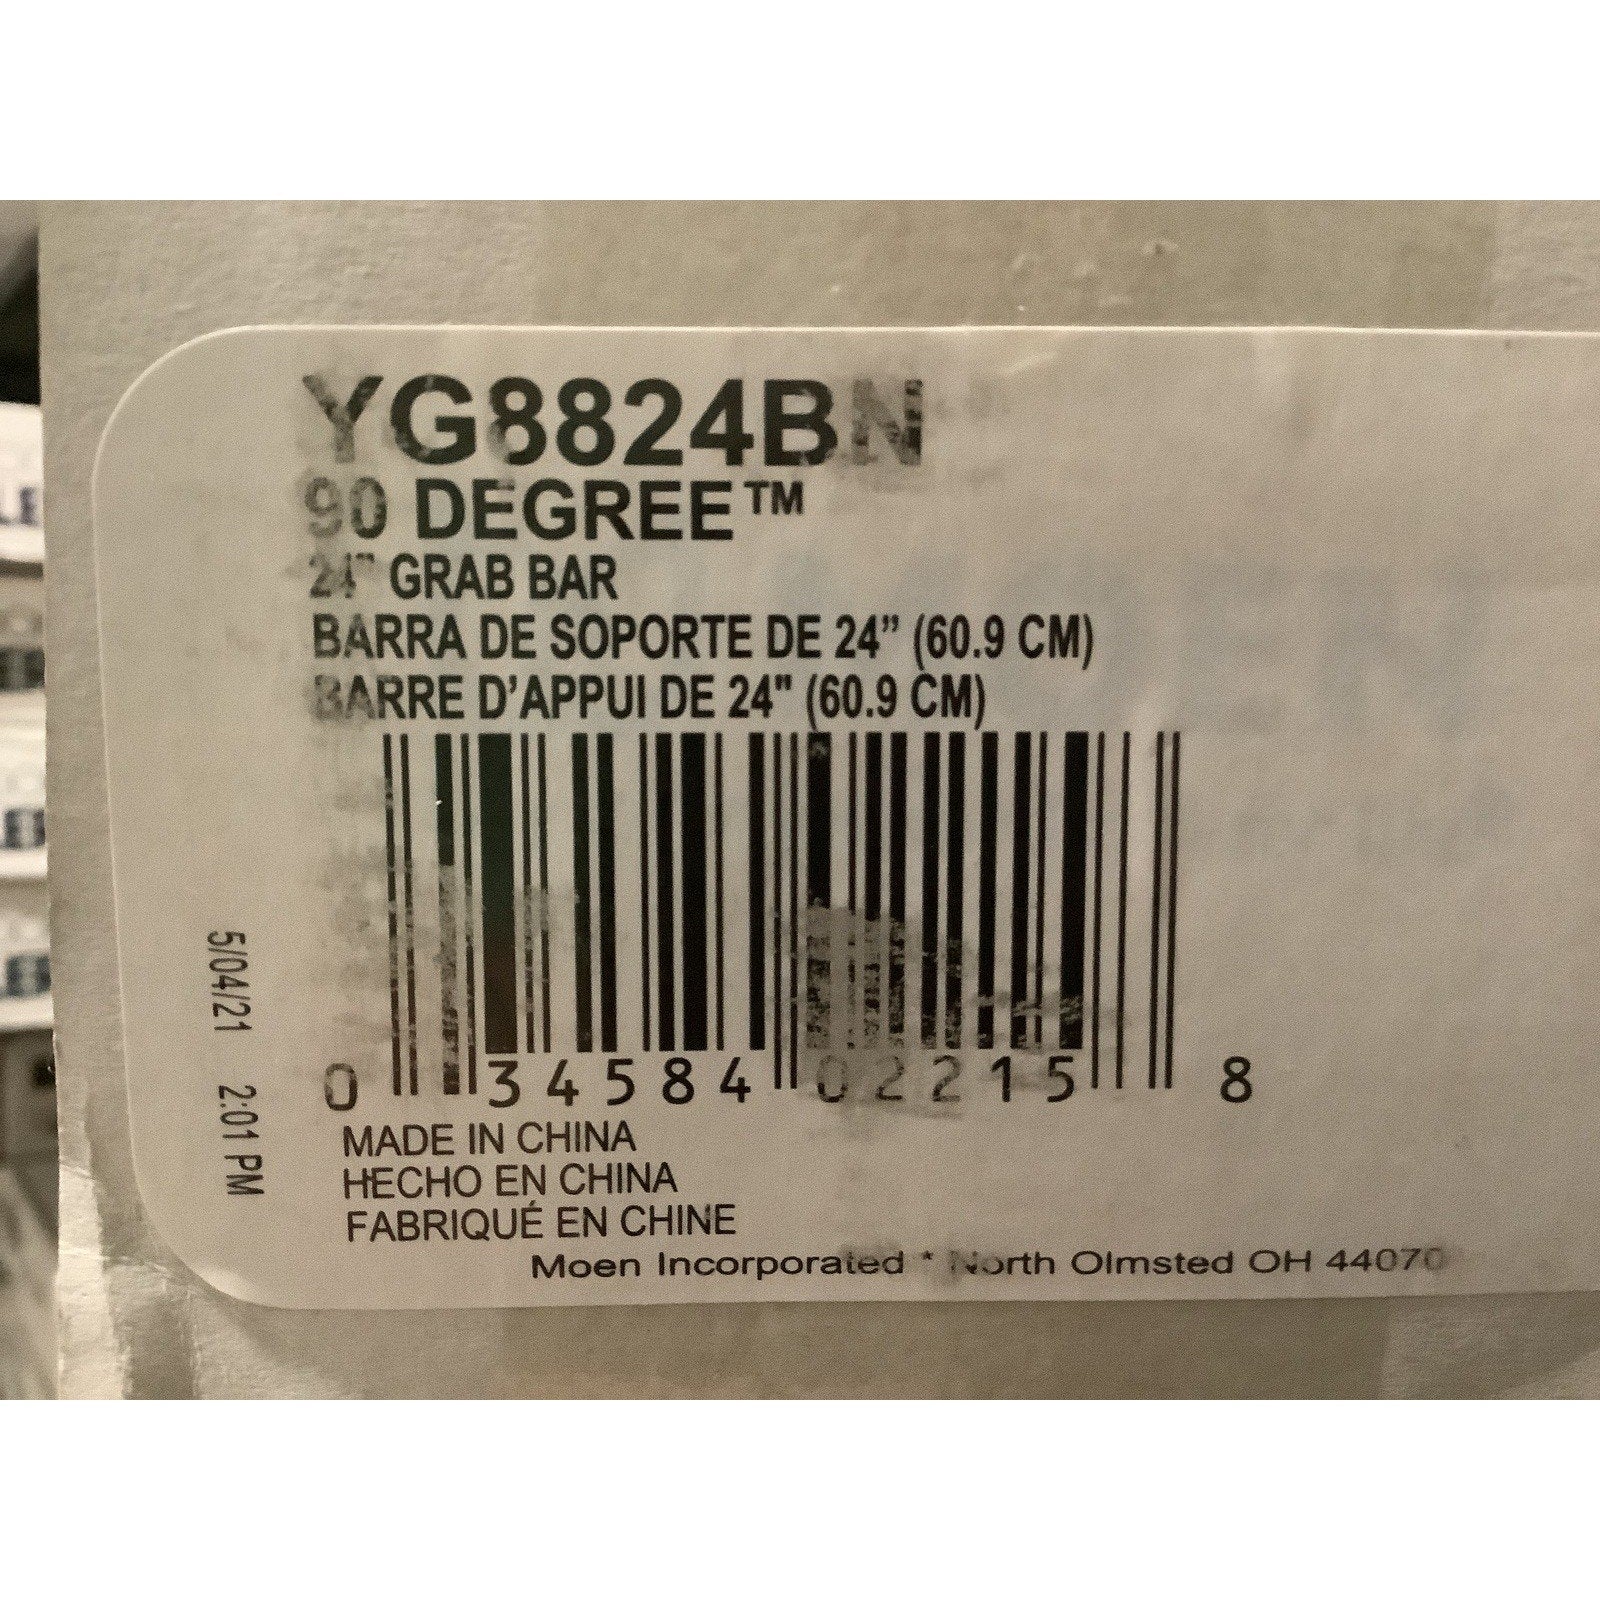 YG8824BN
90 DEGREE™
24" GRAB BAR
BARRA DE SOPORTE DE 24” (60.9 CM)
BARRE D’APPUI DE 24" (60.9 CM)
0 34584 02215 8
5/04/21 2:01 PM
MADE IN CHINA
HECHO EN CHINA
FABRIQUÉ EN CHINE
Moen Incorporated * North Olmsted OH 44070